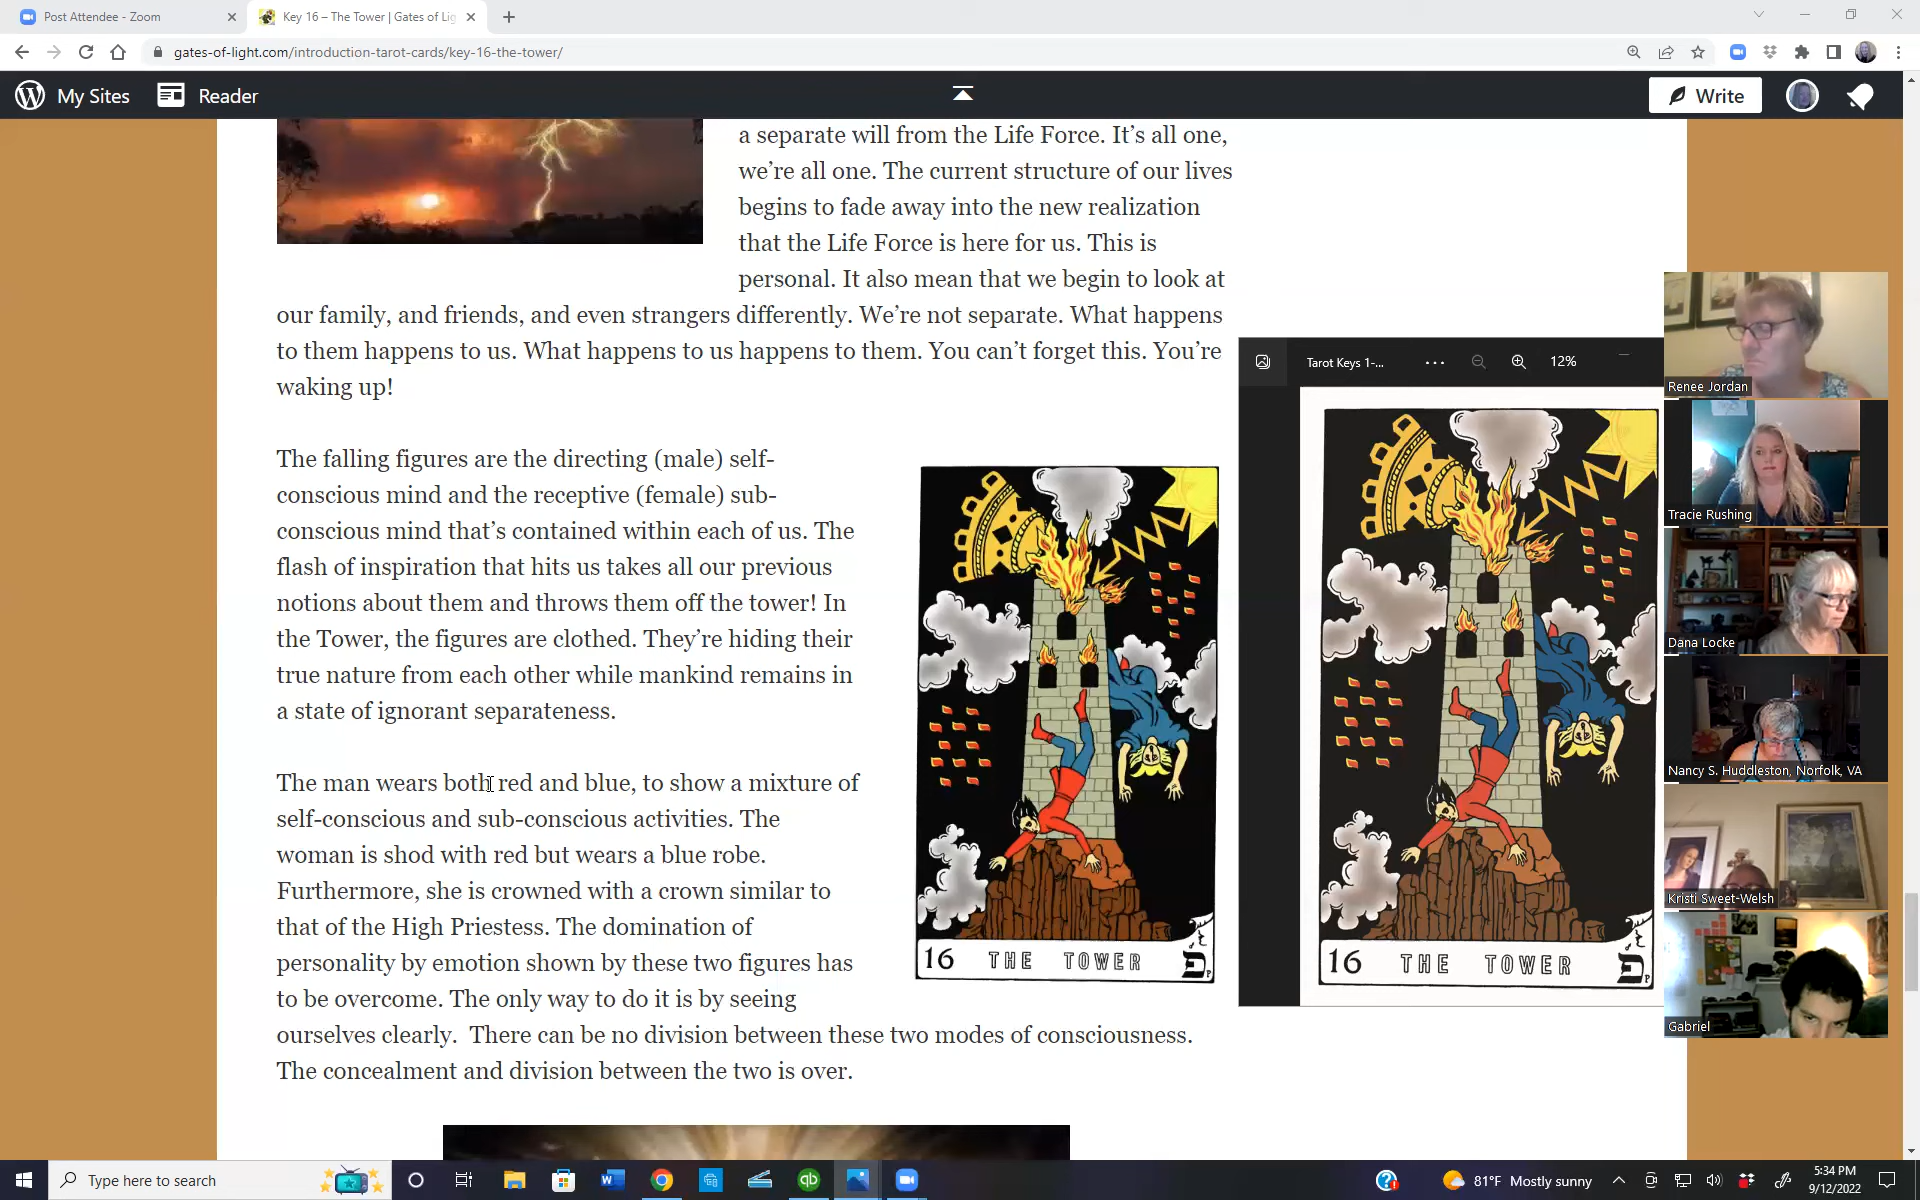 Post Attendee - Zoom
Key 16 – The Tower | Gates of Lig
gates-of-light.com/introduction-tarot-cards/key-16-the-tower/
My Sites
Reader
Write
a separate will from the Life Force. It's all one,
we're all one. The current structure of our lives
begins to fade away into the new realization
that the Life Force is here for us. This is
personal. It also mean that we begin to look at
our family, and friends, and even strangers differently. We're not separate. What happens
to them happens to us. What happens to us happens to them. You can't forget this. You're
waking up!
The falling figures are the directing (male) self-
conscious mind and the receptive (female) sub-
conscious mind that's contained within each of us. The
flash of inspiration that hits us takes all our previous
notions about them and throws them off the tower! In
the Tower, the figures are clothed. They're hiding their
true nature from each other while mankind remains in
a state of ignorant separateness.
The man wears both red and blue, to show a mixture of
self-conscious and sub-conscious activities. The
woman is shod with red but wears a blue robe.
Furthermore, she is crowned with a crown similar to
that of the High Priestess. The domination of
personality by emotion shown by these two figures has
to be overcome. The only way to do it is by seeing
ourselves clearly.  There can be no division between these two modes of consciousness.
The concealment and division between the two is over.
16 THE TOWER פ P
Tarot Keys 1-...
12%
16 THE TOWER פ P
Renee Jordan
Tracie Rushing
Dana Locke
Nancy S. Huddleston, Norfolk, VA
Kristi Sweet-Welsh
Gabriel
Type here to search
81°F Mostly sunny
5:34 PM
9/12/2022